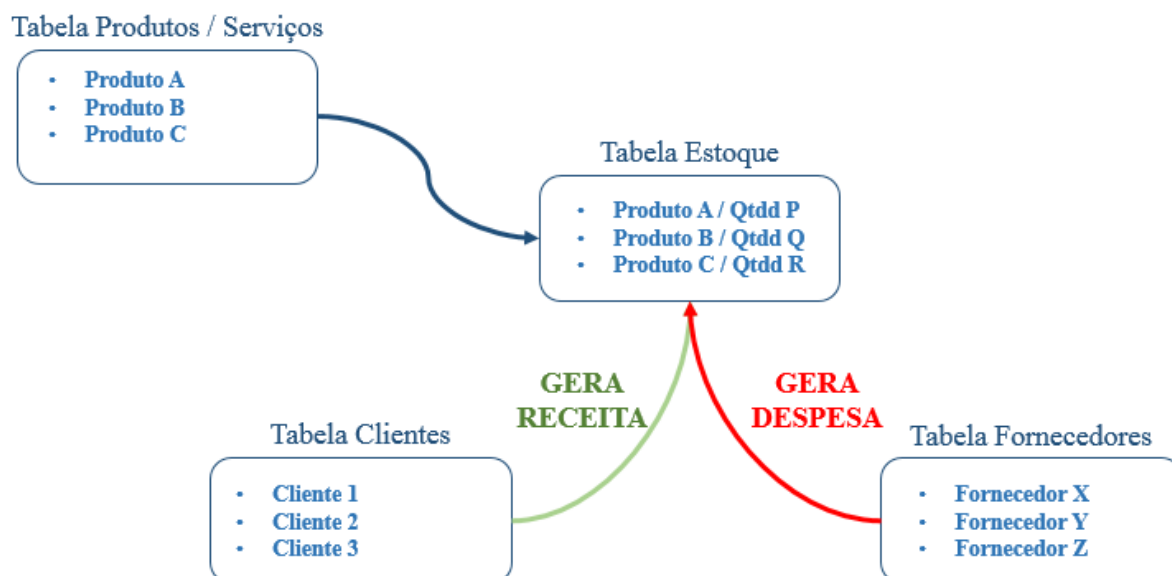 Tabela Produtos / Serviços
• Produto A
• Produto B
• Produto C
Tabela Estoque
• Produto A / Qtdd P
• Produto B / Qtdd Q
• Produto C / Qtdd R
GERA
RECEITA
GERA
DESPESA
Tabela Clientes
• Cliente 1
• Cliente 2
• Cliente 3
Tabela Fornecedores
• Fornecedor X
• Fornecedor Y
• Fornecedor Z